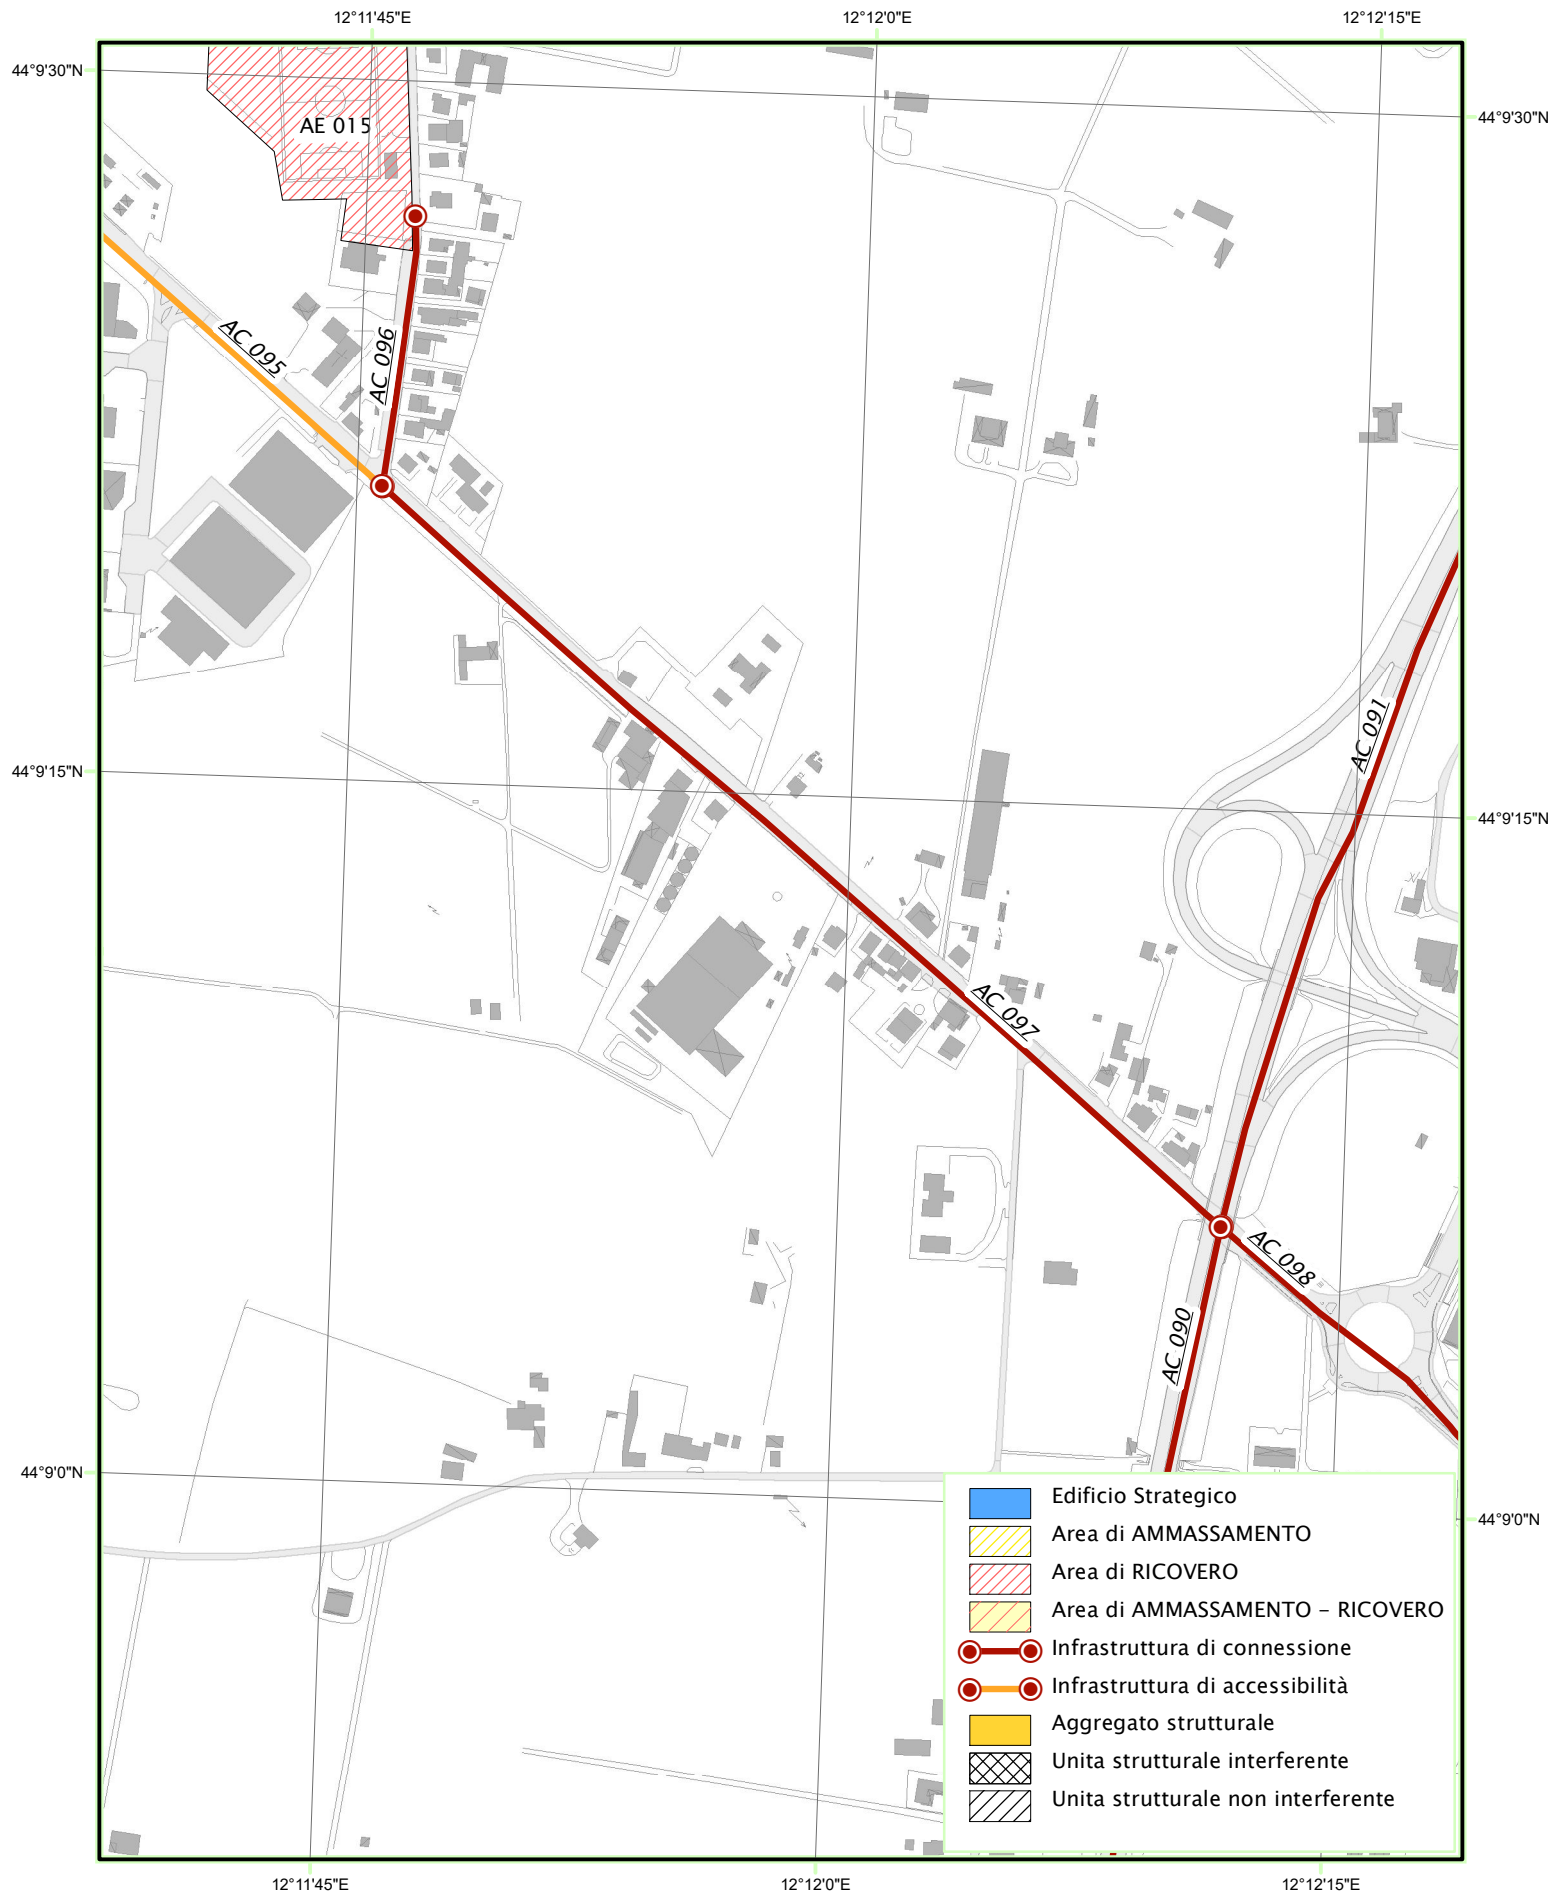 12°11'45"E
12°12'0"E
12°12'15"E
44°9'30"N
44°9'30"N
AE 015
AC 095
AC 096
AC 091
44°9'15"N
44°9'15"N
AC 097
AC 098
AC 090
44°9'0"N
44°9'0"N
Edificio Strategico
Area di AMMASSAMENTO
Area di RICOVERO
Area di AMMASSAMENTO - RICOVERO
Infrastruttura di connessione
Infrastruttura di accessibilità
Aggregato strutturale
Unita strutturale interferente
Unita strutturale non interferente
12°11'45"E
12°12'0"E
12°12'15"E